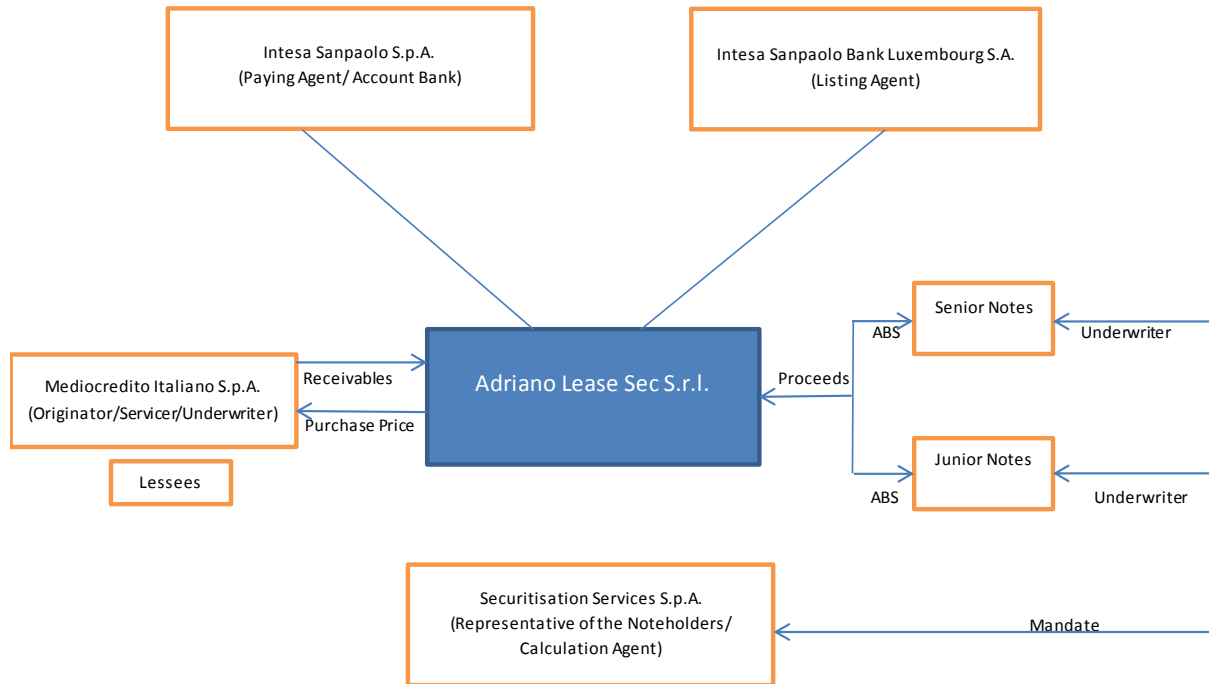 Intesa Sanpaolo S.p.A.
(Paying Agent/ Account Bank)
Intesa Sanpaolo Bank Luxembourg S.A.
(Listing Agent)
Mediocredito Italiano S.p.A.
(Originator/Servicer/Underwriter)
Lessees
Receivables
Purchase Price
Adriano Lease Sec S.r.l.
Proceeds
ABS
Senior Notes
Underwriter
ABS
Junior Notes
Underwriter
Securitisation Services S.p.A.
(Representative of the Noteholders/
Calculation Agent)
Mandate